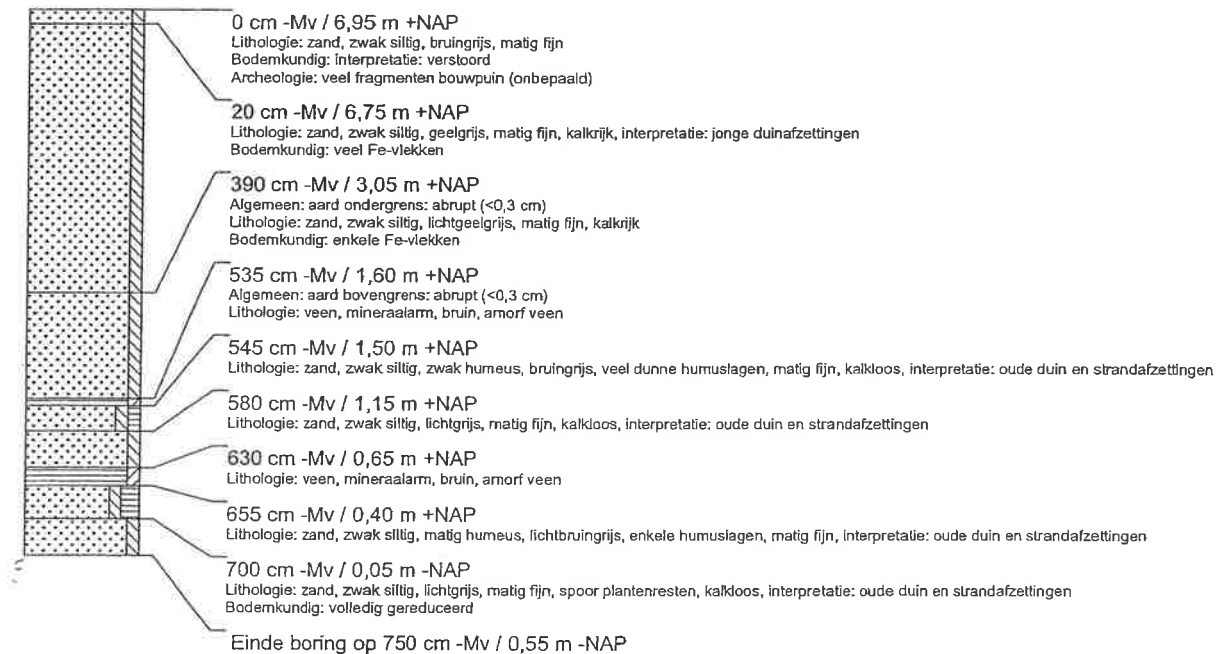 0 cm -Mv / 6,95 m +NAP
Lithologie: zand, zwak siltig, bruingrijs, matig fijn
Bodemkundig: interpretatie: verstoord
Archeologie: veel fragmenten bouwpuin (onbepaald)
20 cm -Mv / 6,75 m +NAP
Lithologie: zand, zwak siltig, geelgrijs, matig fijn, kalkrijk, interpretatie: jonge duinafzettingen
Bodemkundig: veel Fe-vlekken
390 cm -Mv / 3,05 m +NAP
Algemeen: aard ondergrens: abrupt (<0,3 cm)
Lithologie: zand, zwak siltig, lichtgeelgrijs, matig fijn, kalkrijk
Bodemkundig: enkele Fe-vlekken
535 cm -Mv / 1,60 m +NAP
Algemeen: aard bovengrens: abrupt (<0,3 cm)
Lithologie: veen, mineraalarm, bruin, amorf veen
545 cm -Mv / 1,50 m +NAP
Lithologie: zand, zwak siltig, zwak humeus, bruingrijs, veel dunne humuslagen, matig fijn, kalkloos, interpretatie: oude duin en strandafzettingen
580 cm -Mv / 1,15 m +NAP
Lithologie: zand, zwak siltig, lichtgrijs, matig fijn, kalkloos, interpretatie: oude duin en strandafzettingen
630 cm -Mv / 0,65 m +NAP
Lithologie: veen, mineraalarm, bruin, amorf veen
655 cm -Mv / 0,40 m +NAP
Lithologie: zand, zwak siltig, matig humeus, lichtbruingrijs, enkele humuslagen, matig fijn, interpretatie: oude duin en strandafzettingen
700 cm -Mv / 0,05 m -NAP
Lithologie: zand, zwak siltig, lichtgrijs, matig fijn, spoor plantenresten, kalkloos, interpretatie: oude duin en strandafzettingen
Bodemkundig: volledig gereduceerd
Einde boring op 750 cm -Mv / 0,55 m -NAP